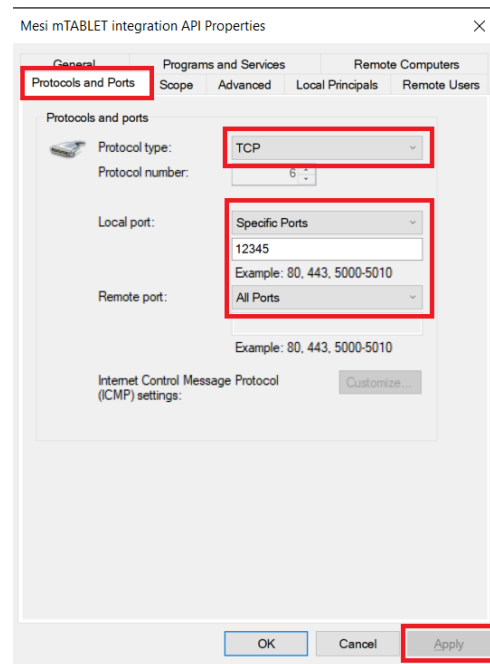 Mesi mTABLET integration API Properties
General Programs and Services Remote Computers
Protocols and Ports Scope Advanced Local Principals Remote Users
Protocols and ports
Protocol type: TCP
Protocol number: 6
Local port: Specific Ports
12345
Example: 80, 443, 5000-5010
Remote port: All Ports
Example: 80, 443, 5000-5010
Internet Control Message Protocol
(ICMP) settings: Customize...
OK Cancel Apply